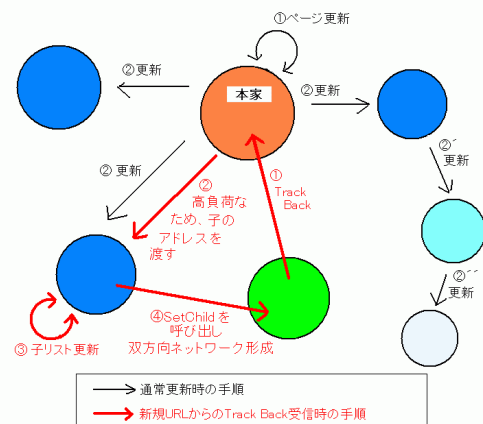 ①ページ更新
②更新
本家
②更新
②´
更新
② 更新
②
高負荷な
ため、子の
アドレスを
渡す
①
Track
Back
②´´
更新
④SetChildを
呼び出し
双方向ネットワーク形成
③子リスト更新
通常更新時の手順
新規URLからのTrack Back受信時の手順